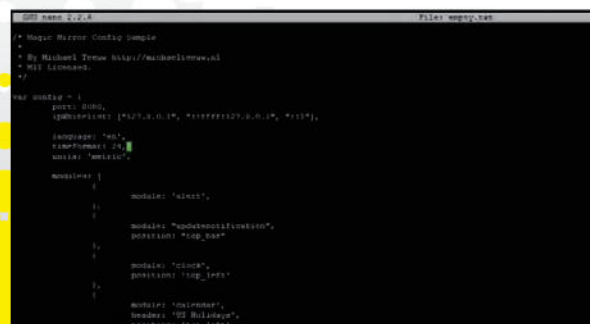 GNU nano 2.2.6 File: empty.txt
/* Magic Mirror Config Sample
*
* By Michael Teeuw http://michaelteeuw.nl
* MIT Licensed.
*/
var config = {
port: 8080,
ipWhitelist: ["127.0.0.1", "::ffff:127.0.0.1", "::1"],
language: 'en',
timeFormat: 24,
units: 'metric',
modules: [
{
module: 'alert',
},
{
module: "updatenotification",
position: "top_bar"
},
{
module: 'clock',
position: 'top_left'
},
{
module: 'calendar',
header: 'US Holidays',